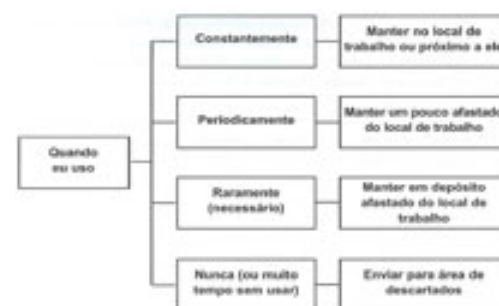 Quando
eu uso
Constantemente
Manter no local de
trabalho ou próximo a ele
Periodicamente
Manter um pouco afastado
do local de trabalho
Raramente
(necessário)
Manter em depósito
afastado do local de
trabalho
Nunca (ou muito
tempo sem usar)
Enviar para área de
descartados